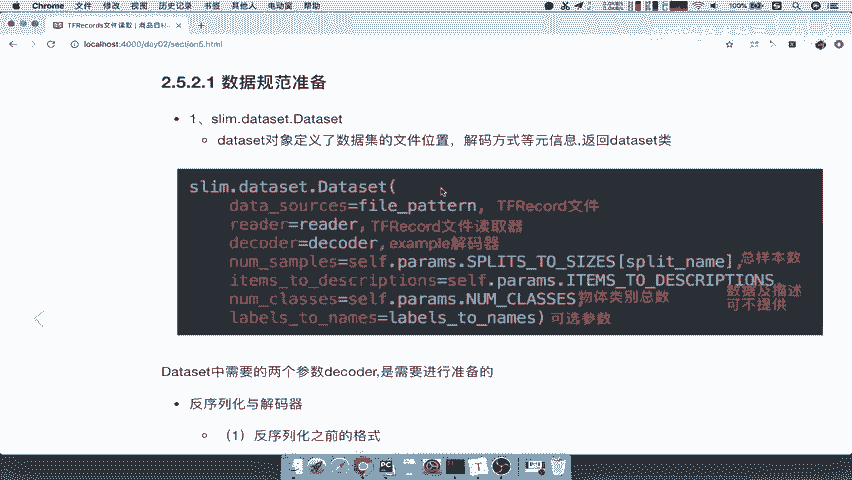 Chrome 文件 修改 视图 历史记录 书签 其他人 电动窗 帮助
TFRecords文件读取 | 商品目标
localhost:4000/day02/section5.html
2.5.2.1 数据规范准备
1、slim.dataset.Dataset
dataset对象定义了数据集的文件位置，解码方式等元信息,返回dataset类
slim.dataset.Dataset(
data_sources=file_pattern, TFRecord文件
reader=reader,TFRecord文件读取器
decoder=decoder,example解码器
num_samples=self.params.SPLITS_TO_SIZES[split_name],总样本数
items_to_descriptions=self.params.ITEMS_TO_DESCRIPTIONS,
num_classes=self.params.NUM_CLASSES,物体类别总数 数据及描述
可不提供
labels_to_names=labels_to_names) 可选参数
Dataset中需要的两个参数decoder,是需要进行准备的
反序列化与解码器
（1）反序列化之前的格式